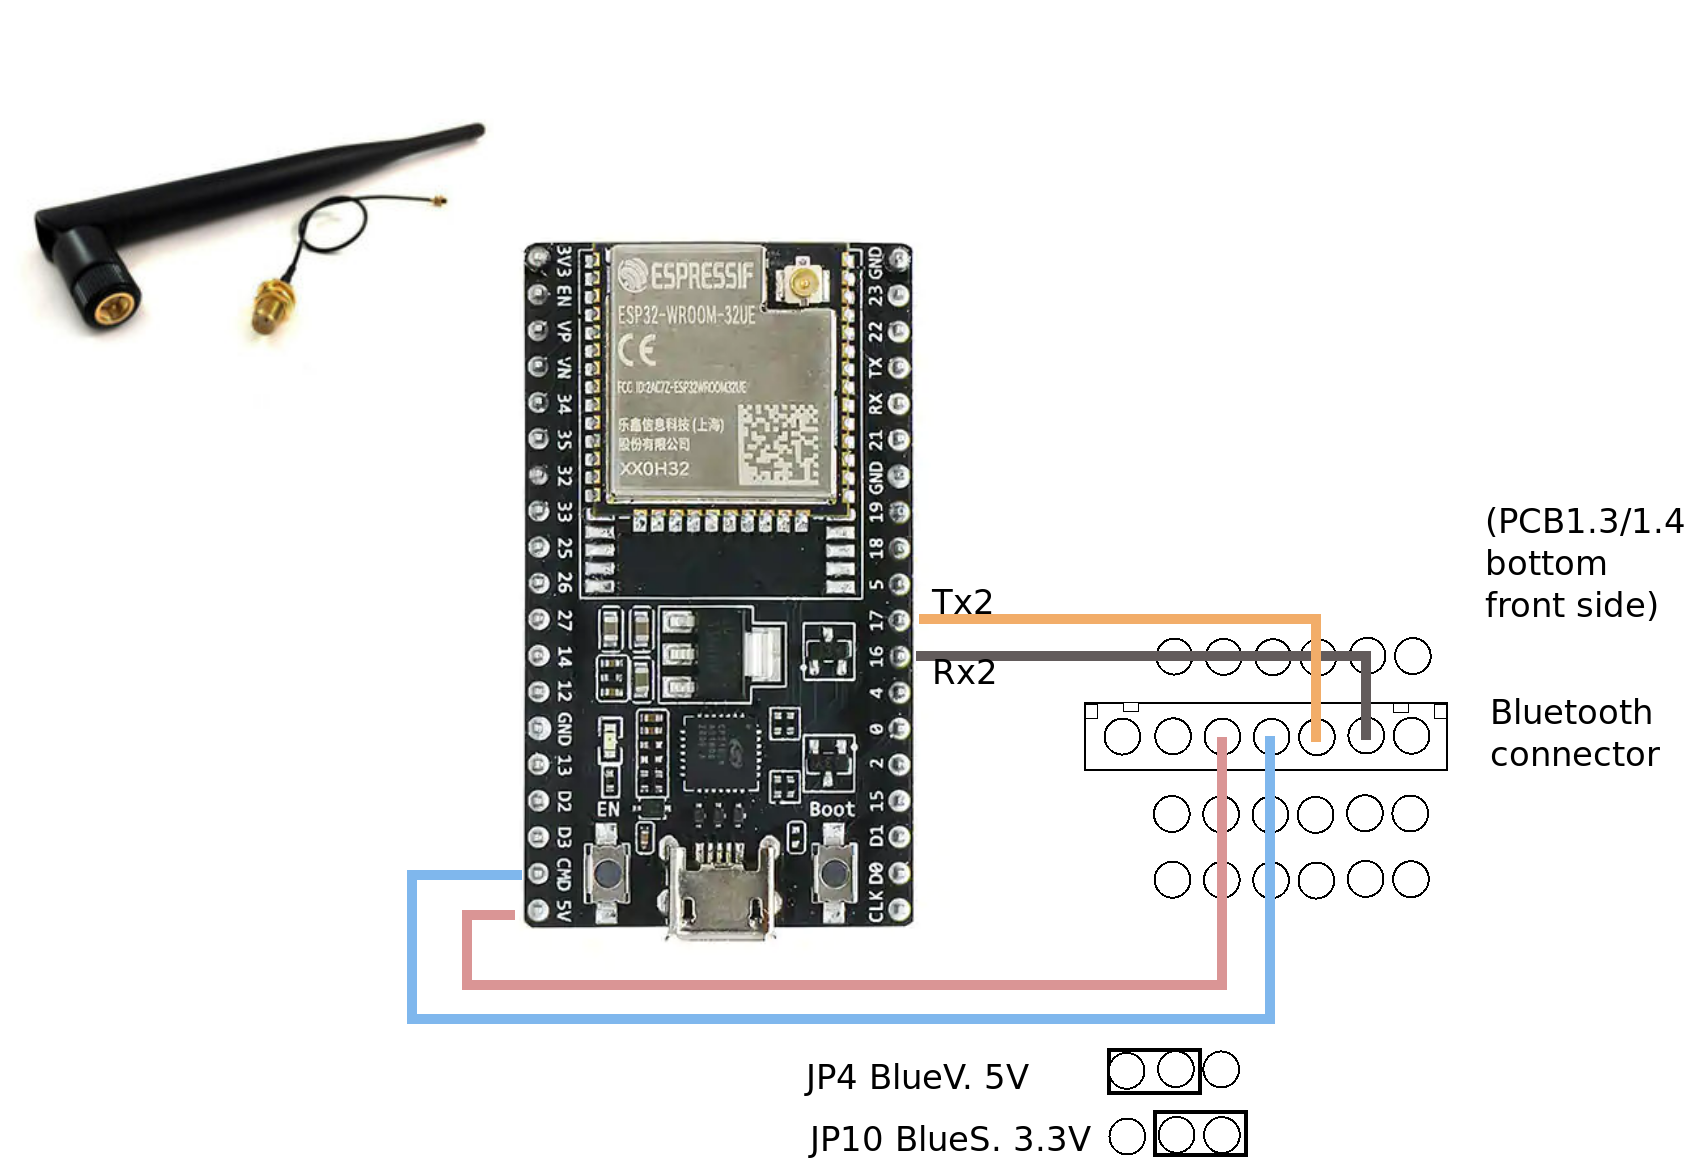 ESPRESSIF
ESP32-WROOM-32UE
CE
FCC ID:2AC7Z-ESP32WROOM32UE
乐鑫信息科技(上海)
股份有限公司
XX0H32
3V3
EN
VP
VN
34
35
32
33
25
26
27
14
12
GND
13
D2
D3
CMD
5V
GND
23
22
TX
RX
21
GND
19
18
5
17
16
4
0
2
15
D1
D0
CLK
EN
Boot
Tx2
Rx2
(PCB1.3/1.4
bottom
front side)
Bluetooth
connector
JP4 BlueV. 5V
JP10 BlueS. 3.3V